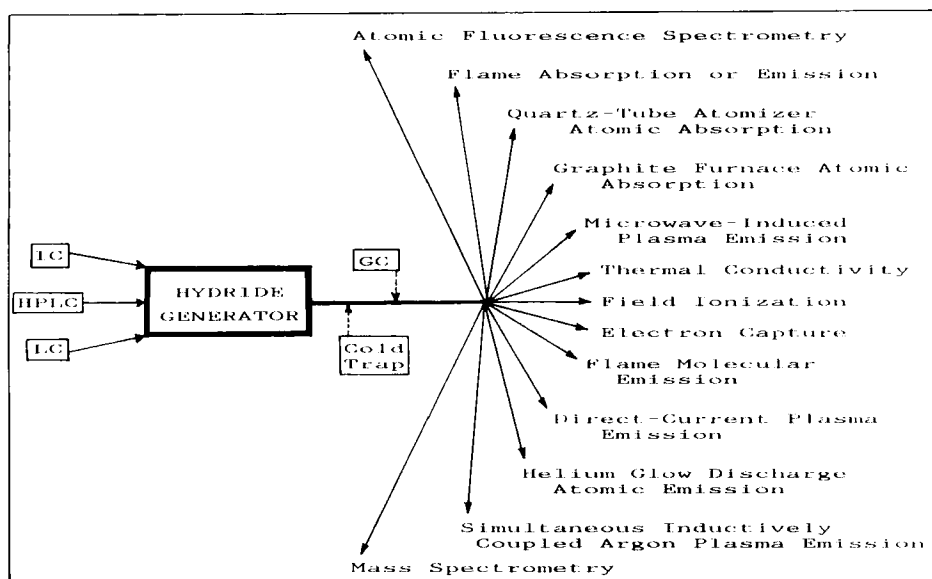 Atomic Fluorescence Spectrometry
Flame Absorption or Emission
Quartz-Tube Atomizer
Atomic Absorption
Graphite Furnace Atomic
Absorption
Microwave-Induced
Plasma Emission
IC
GC
Thermal Conductivity
HPLC
HYDRIDE
GENERATOR
Field Ionization
Electron Capture
LC
Cold
Trap
Flame Molecular
Emission
Direct-Current Plasma
Emission
Helium Glow Discharge
Atomic Emission
Simultaneous Inductively
Coupled Argon Plasma Emission
Mass Spectrometry